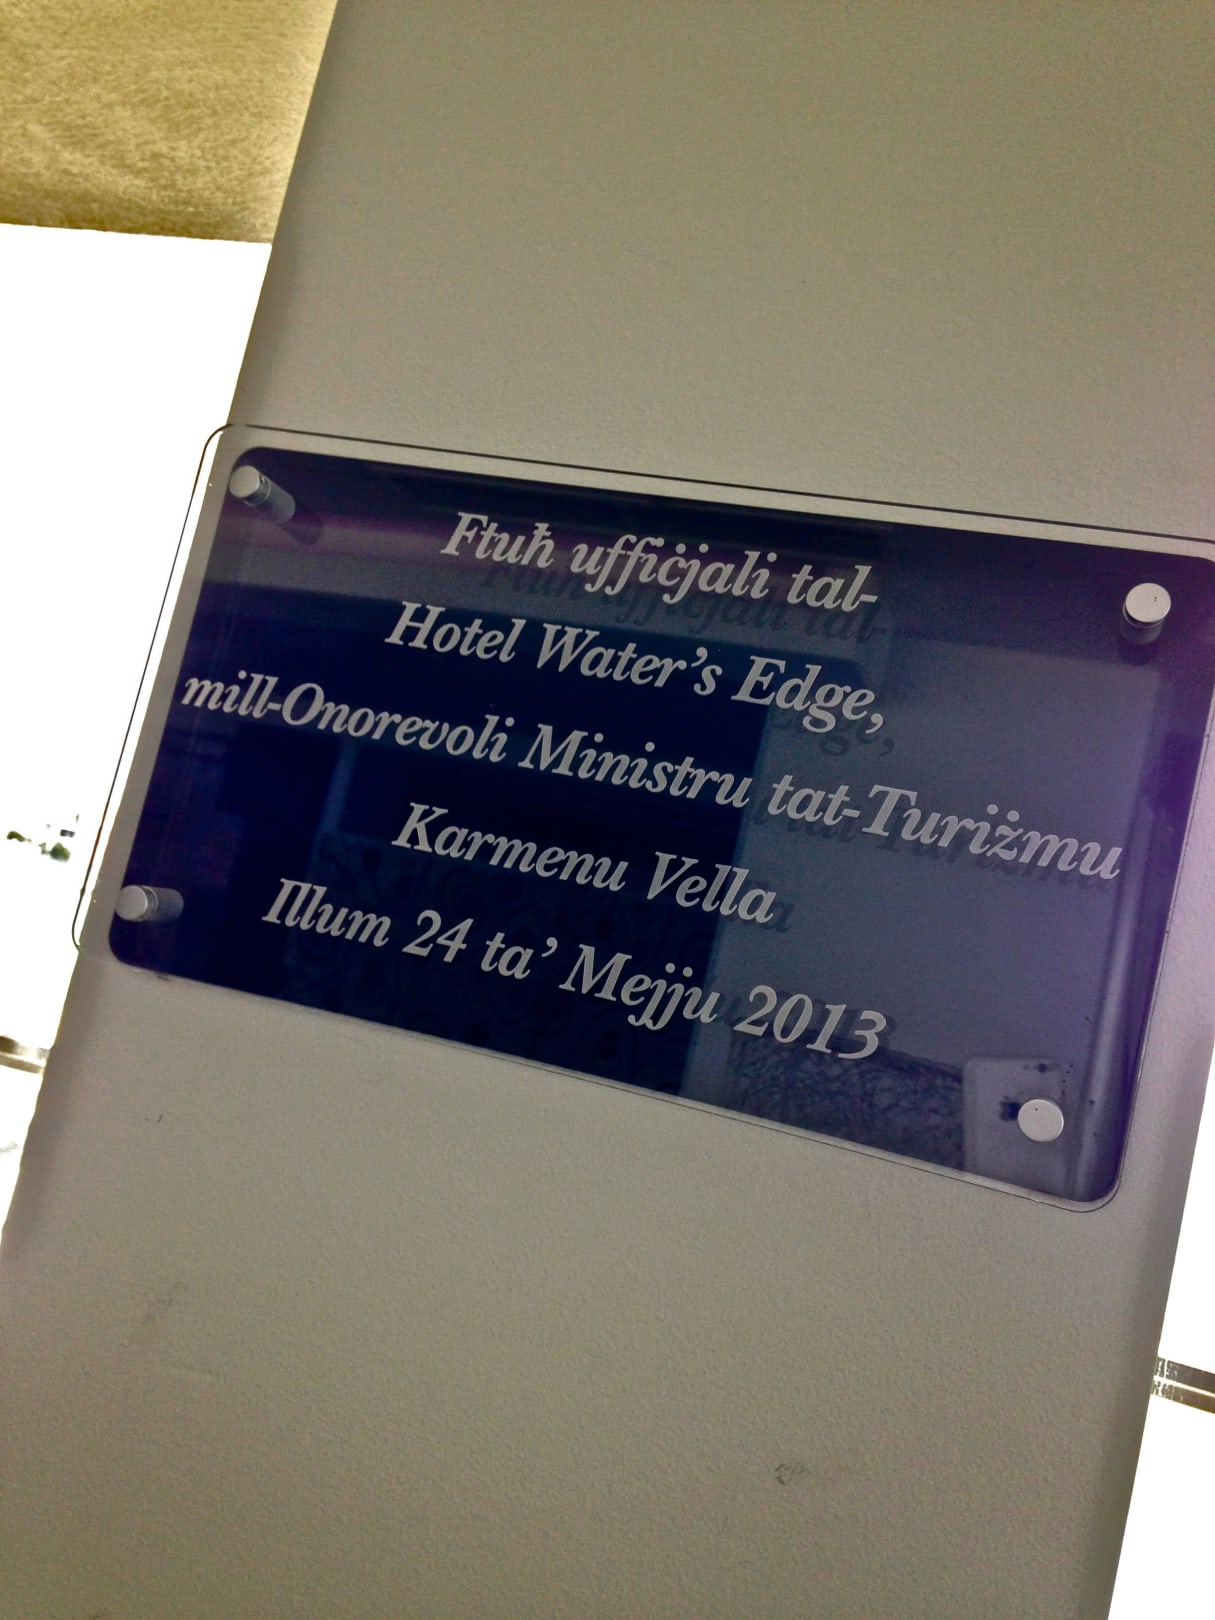 Ftuħ uffiċjali tal-
Hotel Water's Edge,
mill-Onorevoli Ministru tat-Turiżmu
Karmenu Vella
Illum 24 ta' Mejju 2013